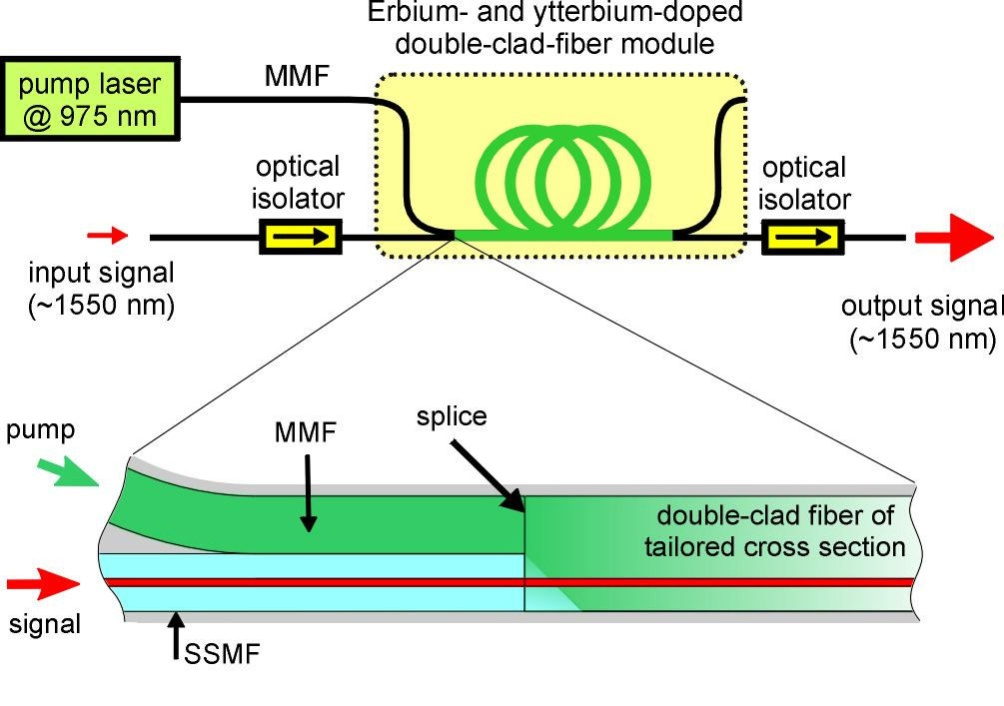 Erbium- and ytterbium-doped
double-clad-fiber module
pump laser
@ 975 nm
MMF
optical
isolator
optical
isolator
input signal
(~1550 nm)
output signal
(~1550 nm)
pump
MMF
splice
double-clad fiber of
tailored cross section
signal
SSMF